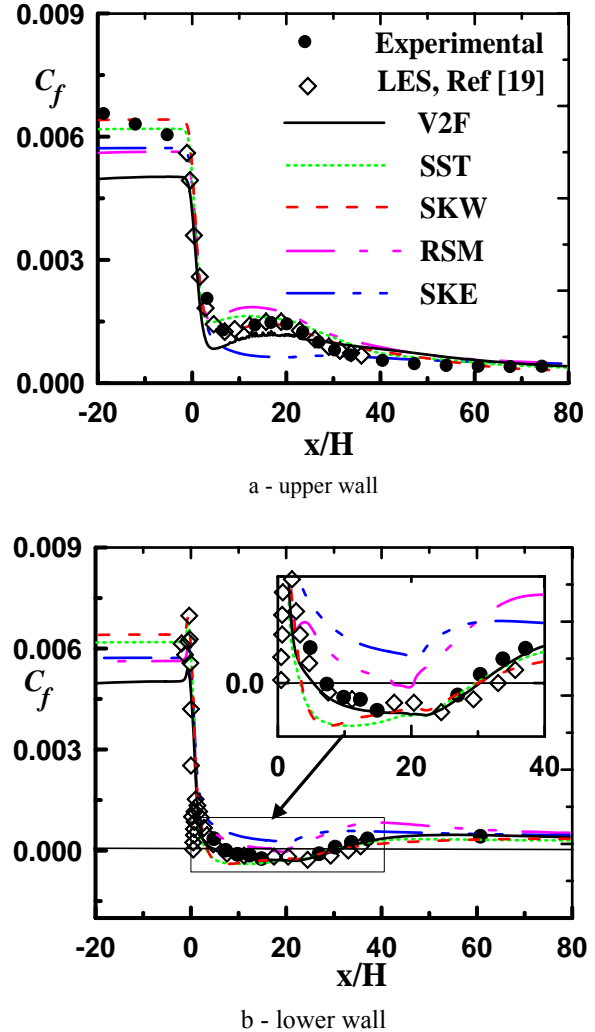 0.009
Experimental
C_f
LES, Ref [19]
V2F
0.006
SST
SKW
0.003
RSM
SKE
0.000
-20 0 20 40 60 80
x/H
a - upper wall
0.009
0.006
C_f
0.0
0.003
0 20 40
0.000
-20 0 20 40 60 80
x/H
b - lower wall